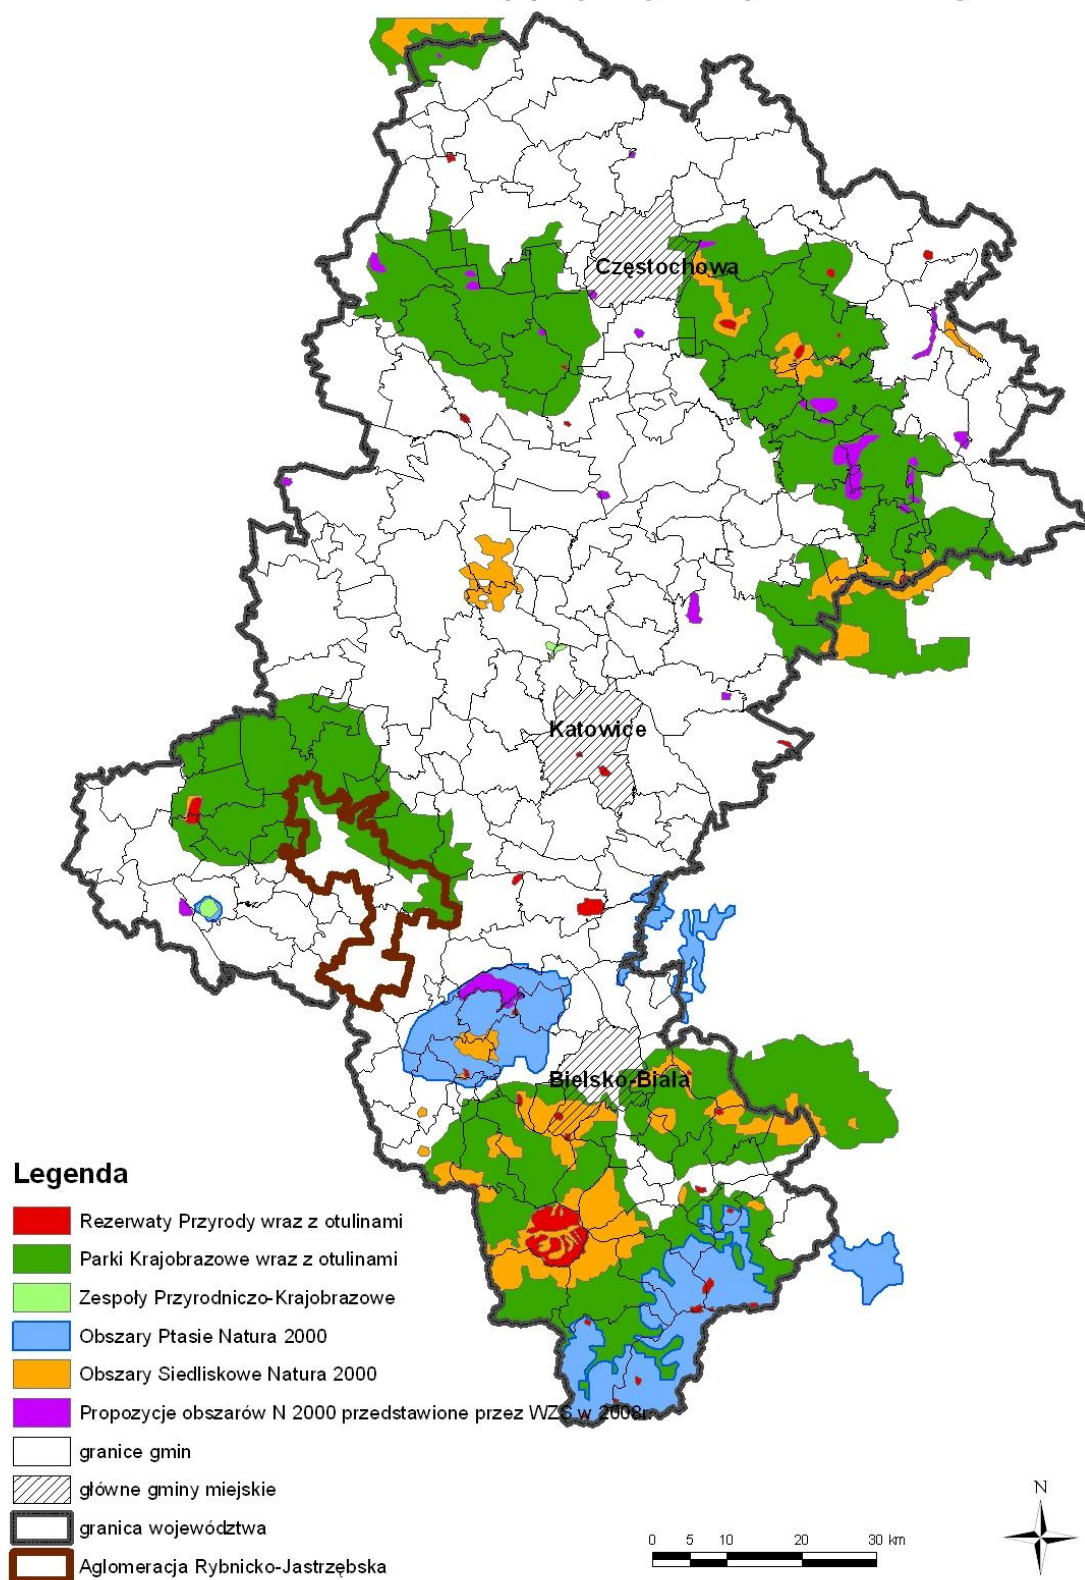 Częstochowa
Katowice
Bielsko-Biala
Legenda
Rezerwaty Przyrody wraz z otulinami
Parki Krajobrazowe wraz z otulinami
Zespoły Przyrodniczo-Krajobrazowe
Obszary Ptasie Natura 2000
Obszary Siedliskowe Natura 2000
Propozycje obszarów N 2000 przedstawione przez WZS w 2008r.
granice gmin
główne gminy miejskie
granica województwa
Aglomeracja Rybnicko-Jastrzębska
0 5 10 20 30 km
N